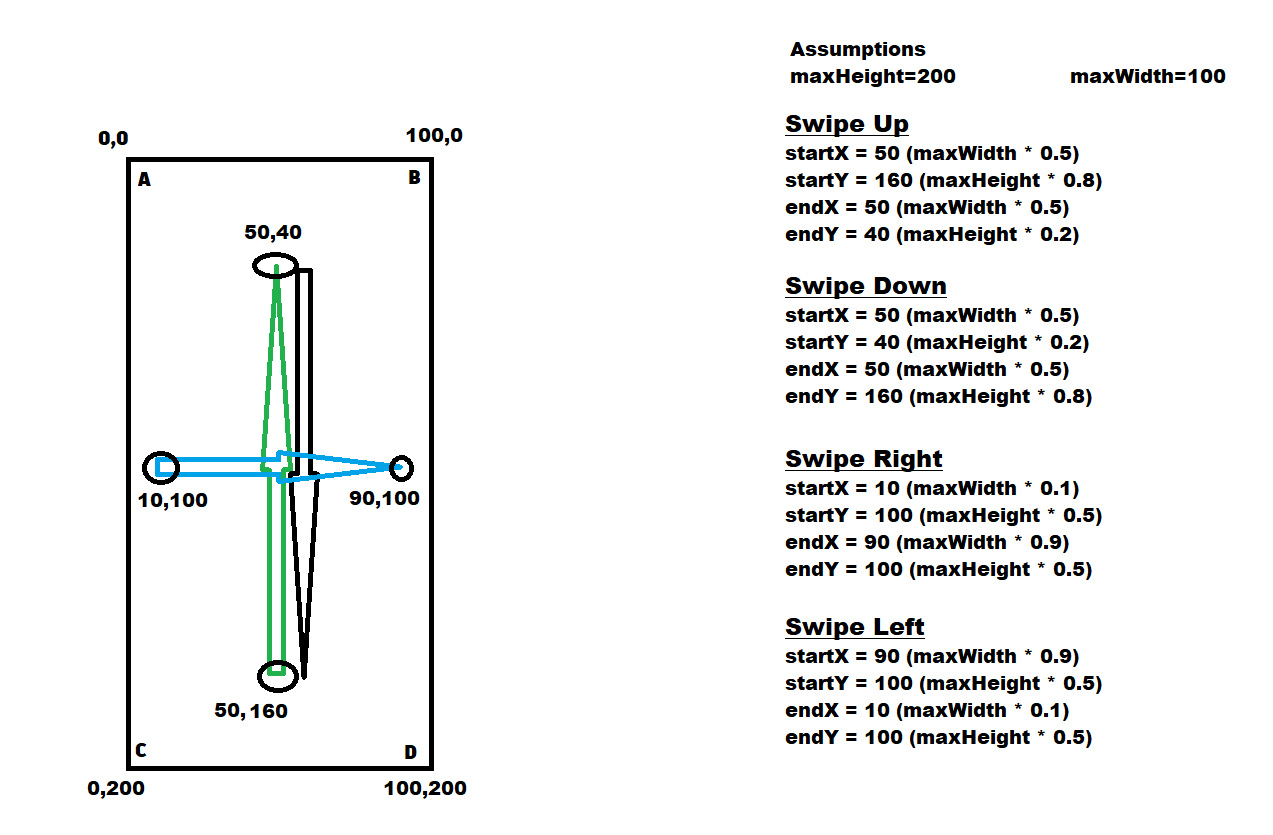 Assumptions
maxHeight=200 maxWidth=100
0,0 100,0
A B
50,40
10,100 90,100
50,160
C D
0,200 100,200
Swipe Up
startX = 50 (maxWidth * 0.5)
startY = 160 (maxHeight * 0.8)
endX = 50 (maxWidth * 0.5)
endY = 40 (maxHeight * 0.2)
Swipe Down
startX = 50 (maxWidth * 0.5)
startY = 40 (maxHeight * 0.2)
endX = 50 (maxWidth * 0.5)
endY = 160 (maxHeight * 0.8)
Swipe Right
startX = 10 (maxWidth * 0.1)
startY = 100 (maxHeight * 0.5)
endX = 90 (maxWidth * 0.9)
endY = 100 (maxHeight * 0.5)
Swipe Left
startX = 90 (maxWidth * 0.9)
startY = 100 (maxHeight * 0.5)
endX = 10 (maxWidth * 0.1)
endY = 100 (maxHeight * 0.5)